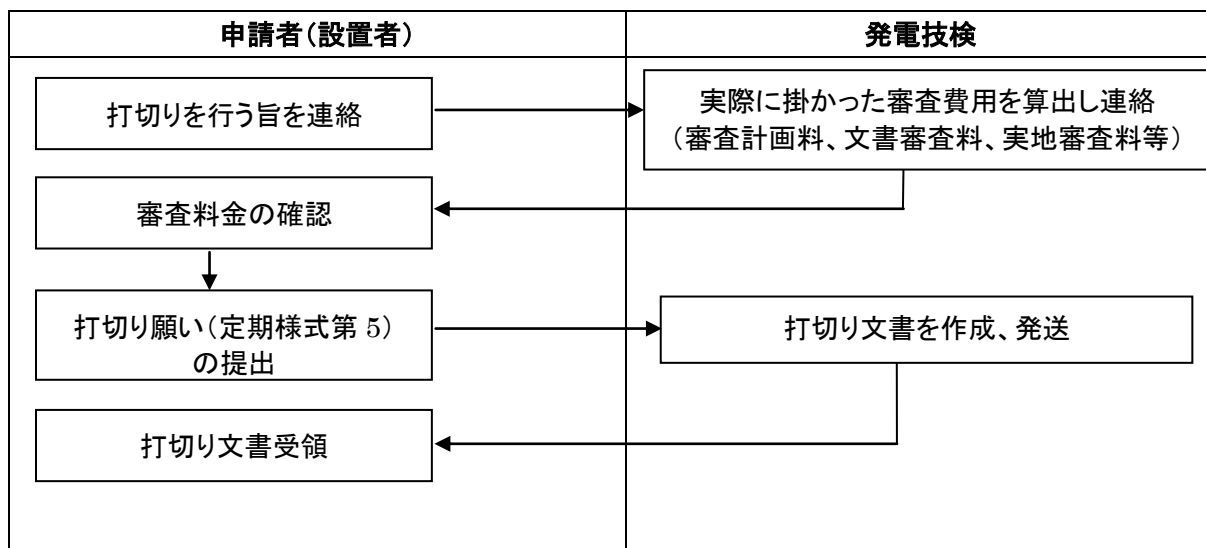 申請者(設置者)
発電技検
打切りを行う旨を連絡
実際に掛かった審査費用を算出し連絡
(審査計画料、文書審査料、実地審査料等)
審査料金の確認
打切り願い(定期様式第 5)
の提出
打切り文書を作成、発送
打切り文書受領